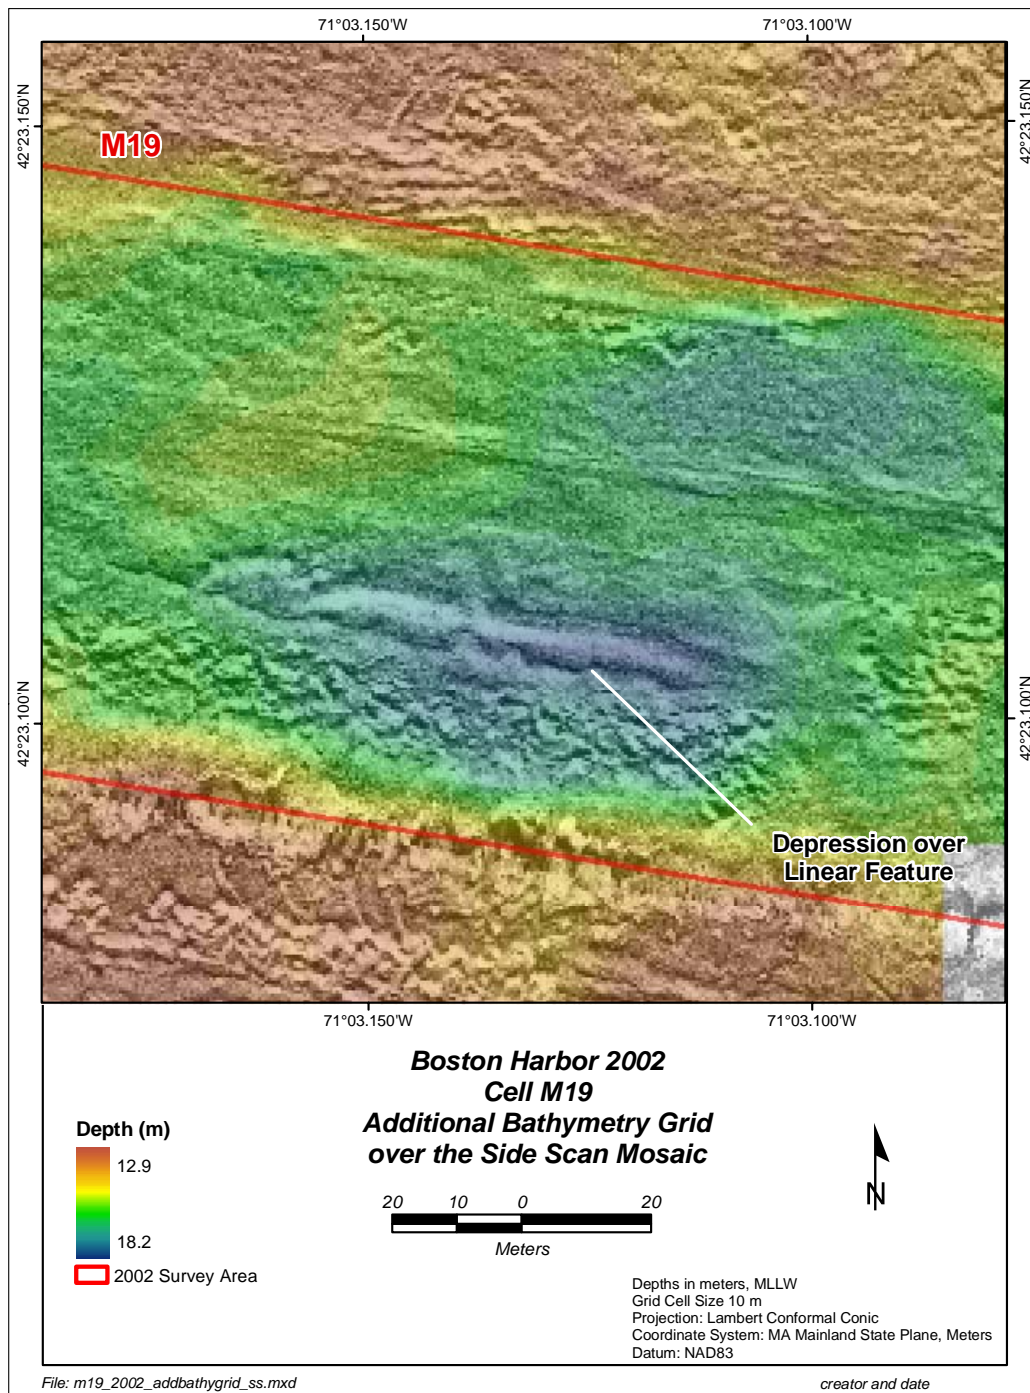 71°03.150'W 71°03.100'W
42°23.150'N 42°23.150'N
M19
42°23.100'N 42°23.100'N
Depression over
Linear Feature
71°03.150'W 71°03.100'W
Boston Harbor 2002
Cell M19
Additional Bathymetry Grid
over the Side Scan Mosaic
Depth (m)
12.9
18.2
2002 Survey Area
20 10 0 20
Meters
N
Depths in meters, MLLW
Grid Cell Size 10 m
Projection: Lambert Conformal Conic
Coordinate System: MA Mainland State Plane, Meters
Datum: NAD83
File: m19_2002_addbathygrid_ss.mxd creator and date